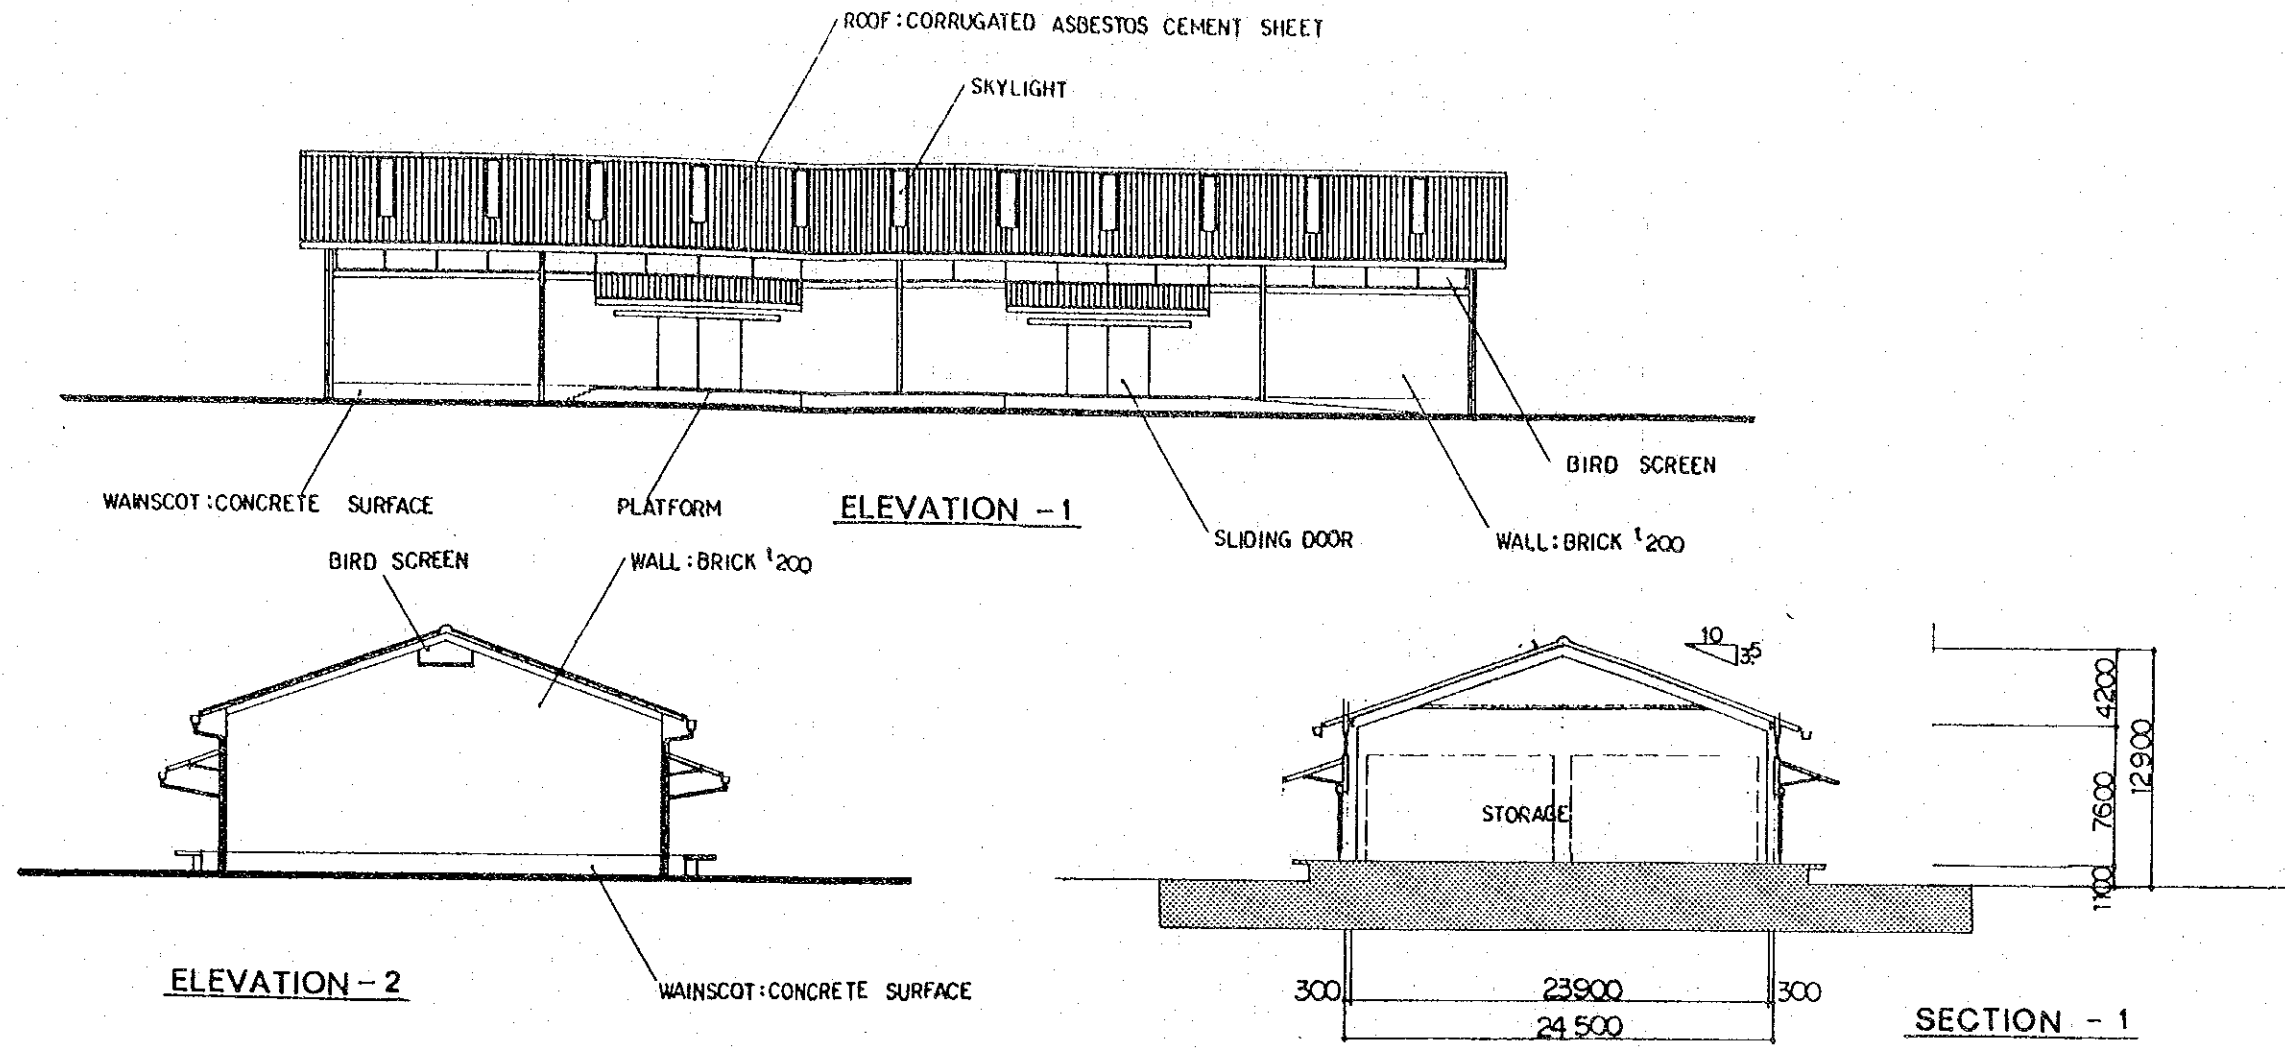 ROOF:CORRUGATED ASBESTOS CEMENT SHEET
SKYLIGHT
BIRD SCREEN
WAINSCOT:CONCRETE SURFACE
PLATFORM
ELEVATION - 1
SLIDING DOOR
WALL:BRICK t200
BIRD SCREEN
WALL:BRICK t200
10
3.5
4200
12900
7600
1100
STORAGE
ELEVATION - 2
WAINSCOT:CONCRETE SURFACE
300
23900
300
24 500
SECTION - 1